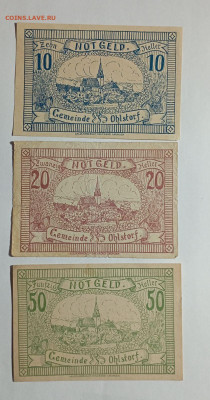 COINS.LAVE.RU
Zehn NOTGELD. Heller
10 10
Gemeinde Ohlstorf
Zwanzig NOTGELD. Heller
20 20
Gemeinde Ohlstorf
Fünfzig NOTGELD. Heller
50 50
Gemeinde Ohlstorf